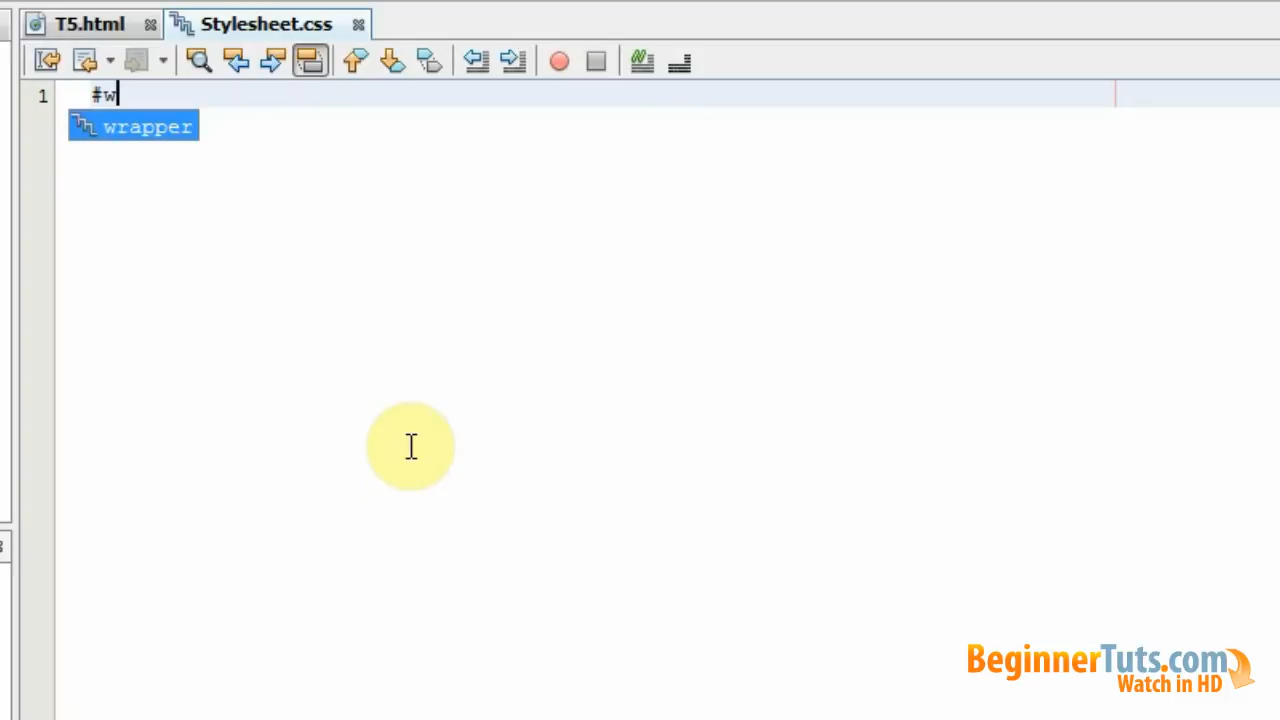 T5.html
Stylesheet.css
1
#w
wrapper
BeginnerTuts.com
Watch in HD